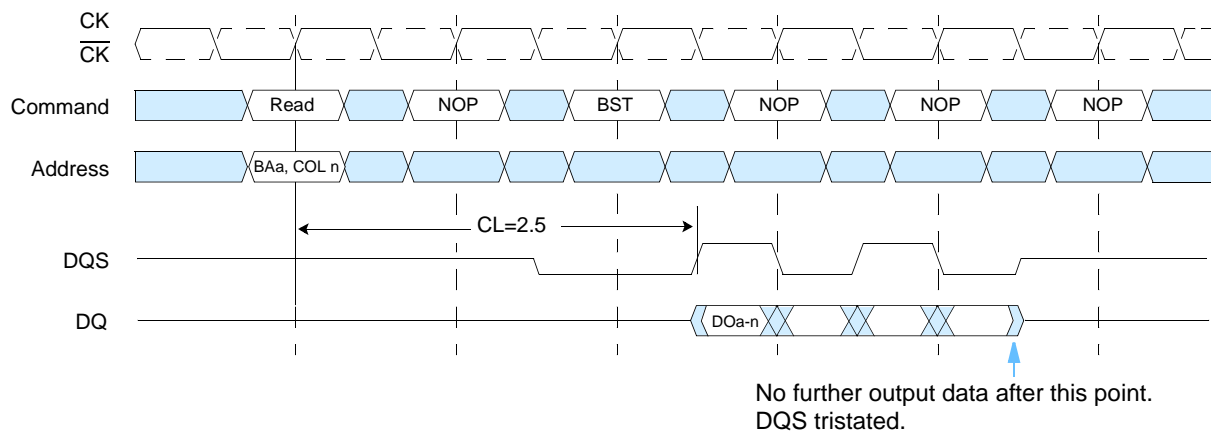 CK
CK
Command
Read
NOP
BST
NOP
NOP
NOP
Address
BAa, COL n
CL=2.5
DQS
DQ
DOa-n
No further output data after this point.
DQS tristated.